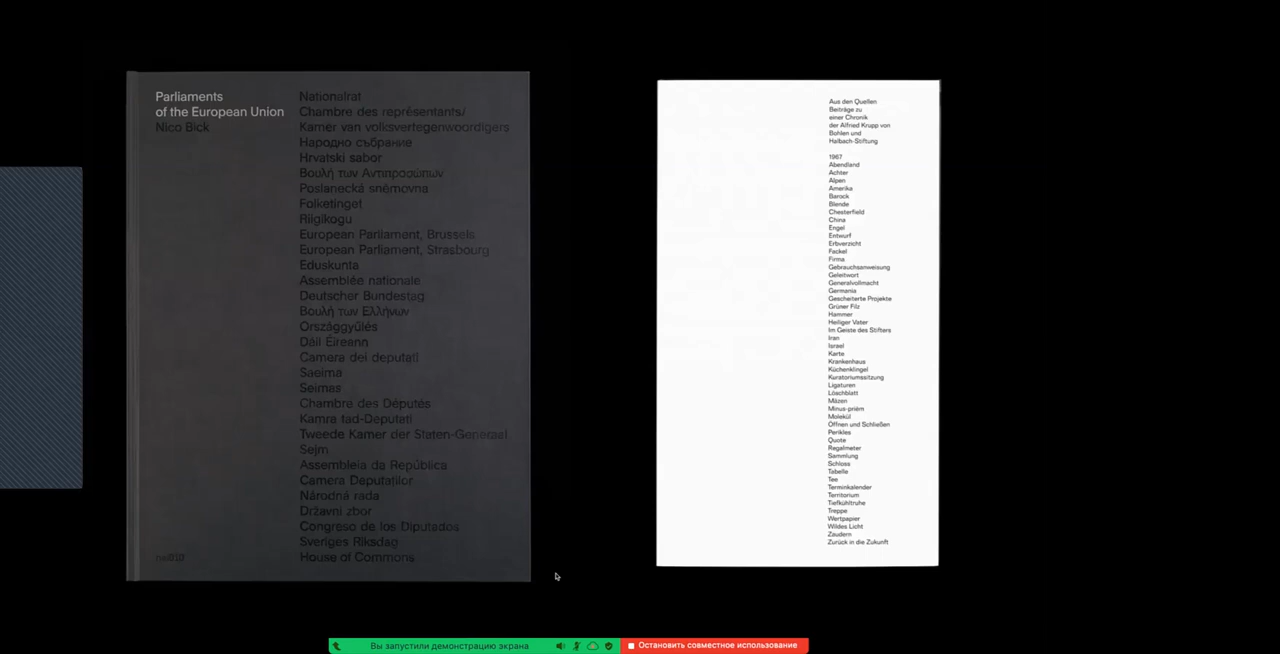 Parliaments
of the European Union
Nico Bick
Nationalrat
Chambre des représentants/
Kamer van volksvertegenwoordigers
Народно събрание
Hrvatski sabor
Βουλή των Αντιπροσώπων
Poslanecká sněmovna
Folketinget
Riigikogu
European Parliament, Brussels
European Parliament, Strasbourg
Eduskunta
Assemblée nationale
Deutscher Bundestag
Βουλή των Ελλήνων
Országgyűlés
Dáil Éireann
Camera dei deputati
Saeima
Seimas
Chambre des Députés
Kamra tad-Deputati
Tweede Kamer der Staten-Generaal
Sejm
Assembleia da República
Camera Deputaților
Národná rada
Državni zbor
Congreso de los Diputados
Sveriges Riksdag
House of Commons
nai010
Aus den Quellen
Beiträge zu
einer Chronik
der Alfried Krupp von
Bohlen und
Halbach-Stiftung
1967
Abendland
Achter
Alpen
Amerika
Barock
Blende
Chesterfield
China
Engel
Entwurf
Erbverzicht
Fackel
Firma
Gebrauchsanweisung
Geleitwort
Generalvollmacht
Germania
Gescheiterte Projekte
Grüner Filz
Hammer
Heiliger Vater
Im Geiste des Stifters
Iran
Israel
Karte
Krankenhaus
Küchenklingel
Kuratoriumssitzung
Ligaturen
Löschblatt
Mäzen
Minus-priem
Molekül
Öffnen und Schließen
Perikles
Quote
Regalmeter
Sammlung
Schloss
Tabelle
Tee
Terminkalender
Territorium
Tiefkühltruhe
Treppe
Wertpapier
Wildes Licht
Zaudern
Zurück in die Zukunft
Вы запустили демонстрацию экрана
Остановить совместное использование